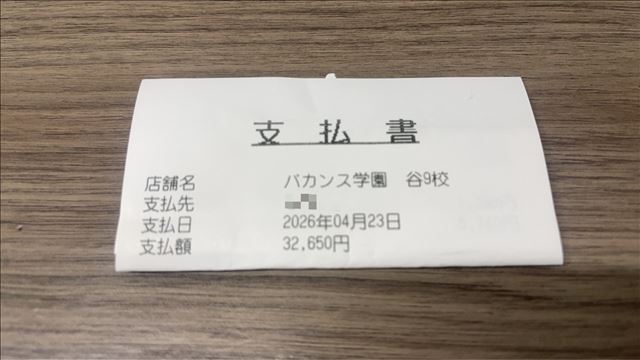 支払書
店舗名 バカンス学園 谷9校
支払先
支払日 2026年04月23日
支払額 32,650円